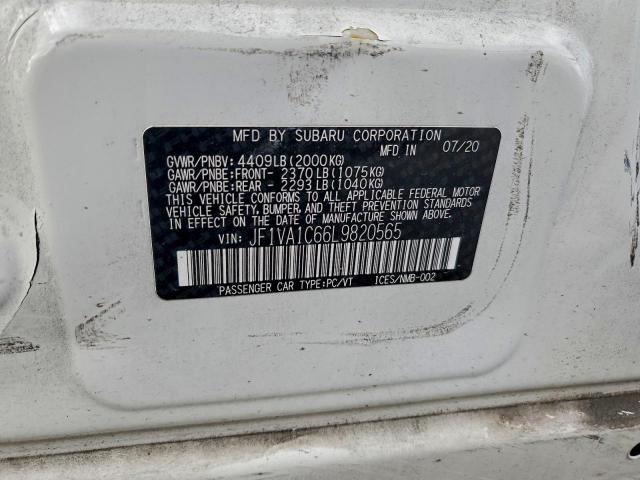 MFD BY SUBARU CORPORATION
MFD IN 07/20
GVWR/PNBV: 4409LB(2000KG)
GAWR/PNBE:FRONT- 2370LB(1075KG)
GAWR/PNBE:REAR - 2293LB(1040KG)
THIS VEHICLE CONFORMS TO ALL APPLICABLE FEDERAL MOTOR
VEHICLE SAFETY, BUMPER, AND THEFT PREVENTION STANDARDS
IN EFFECT ON THE DATE OF MANUFACTURE SHOWN ABOVE.
VIN: JF1VA1C66L9820565
PASSENGER CAR TYPE:PC/VT ICES/NMB-002